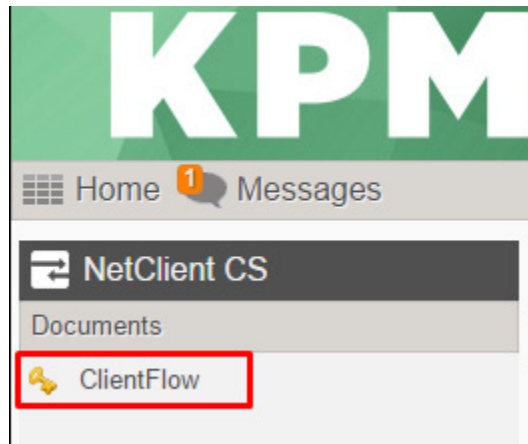 KPM
Home 1 Messages
NetClient CS
Documents
ClientFlow